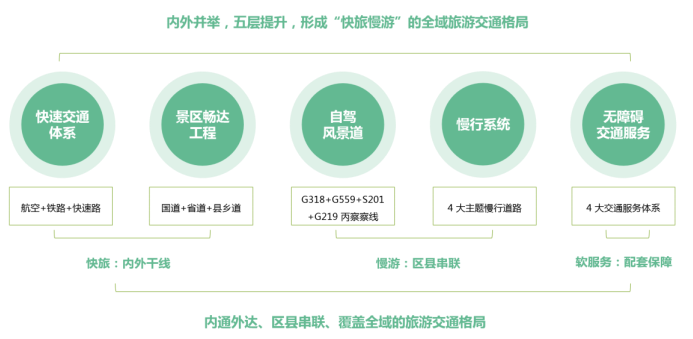 内外并举，五层提升，形成“快旅慢游”的全域旅游交通格局
快速交通
体系
景区畅达
工程
自驾
风景道
慢行系统
无障碍
交通服务
航空+铁路+快速路
国道+省道+县乡道
G318+G559+S201
+G219 丙察察线
4 大主题慢行道路
4 大交通服务体系
快旅：内外干线
慢游：区县串联
软服务：配套保障
内通外达、区县串联、覆盖全域的旅游交通格局